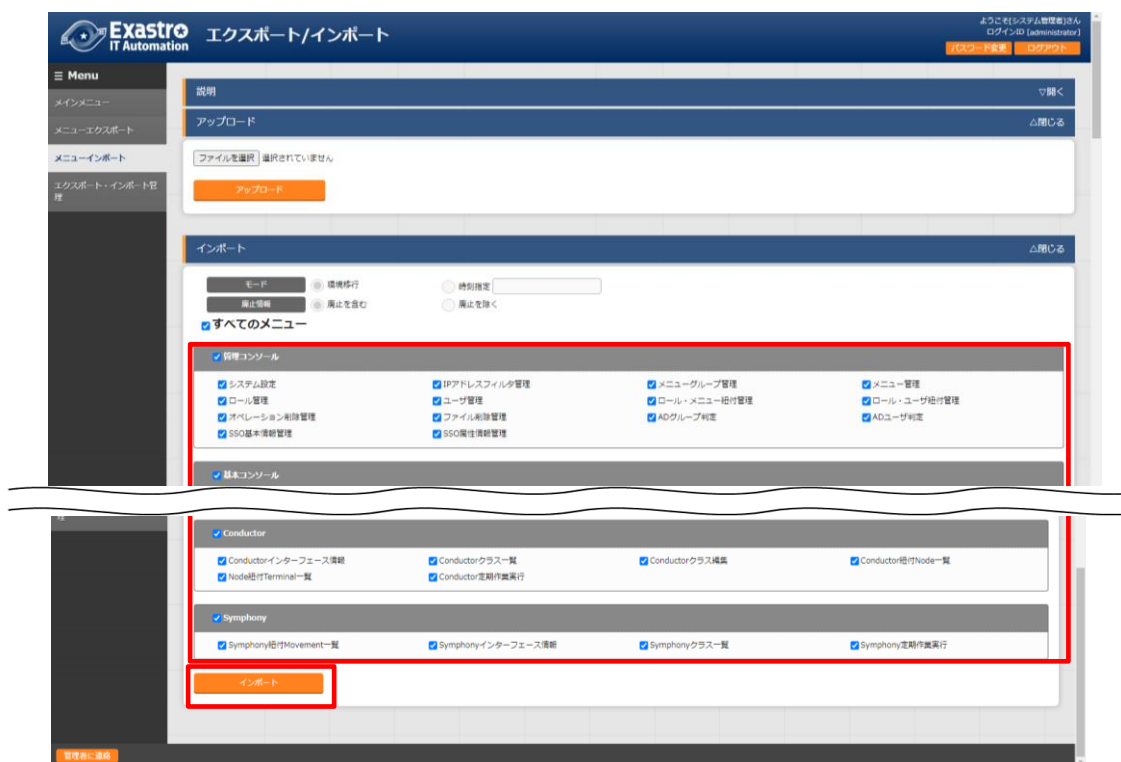 Exastro
IT Automation
エクスポート/インポート
ようこそ[システム管理者]さん
ログインID [administrator]
パスワード変更 ログアウト
≡ Menu
メインメニュー
メニューエクスポート
メニューインポート
エクスポート・インポート管
理
説明 ▽開く
アップロード △閉じる
ファイルを選択 選択されていません
アップロード
インポート △閉じる
モード 環境移行 時刻指定
廃止情報 廃止を含む 廃止を除く
すべてのメニュー
管理コンソール
システム設定 IPアドレスフィルタ管理 メニューグループ管理 メニュー管理
ロール管理 ユーザ管理 ロール・メニュー紐付管理 ロール・ユーザ紐付管理
オペレーション削除管理 ファイル削除管理 ADグループ判定 ADユーザ判定
SSO基本情報管理 SSO属性情報管理
基本コンソール
理
Conductor
Conductorインターフェース情報 Conductorクラス一覧 Conductorクラス編集 Conductor紐付Node一覧
Node紐付Terminal一覧 Conductor定期作業実行
Symphony
Symphony紐付Movement一覧 Symphonyインターフェース情報 Symphonyクラス一覧 Symphony定期作業実行
インポート
管理者に連絡